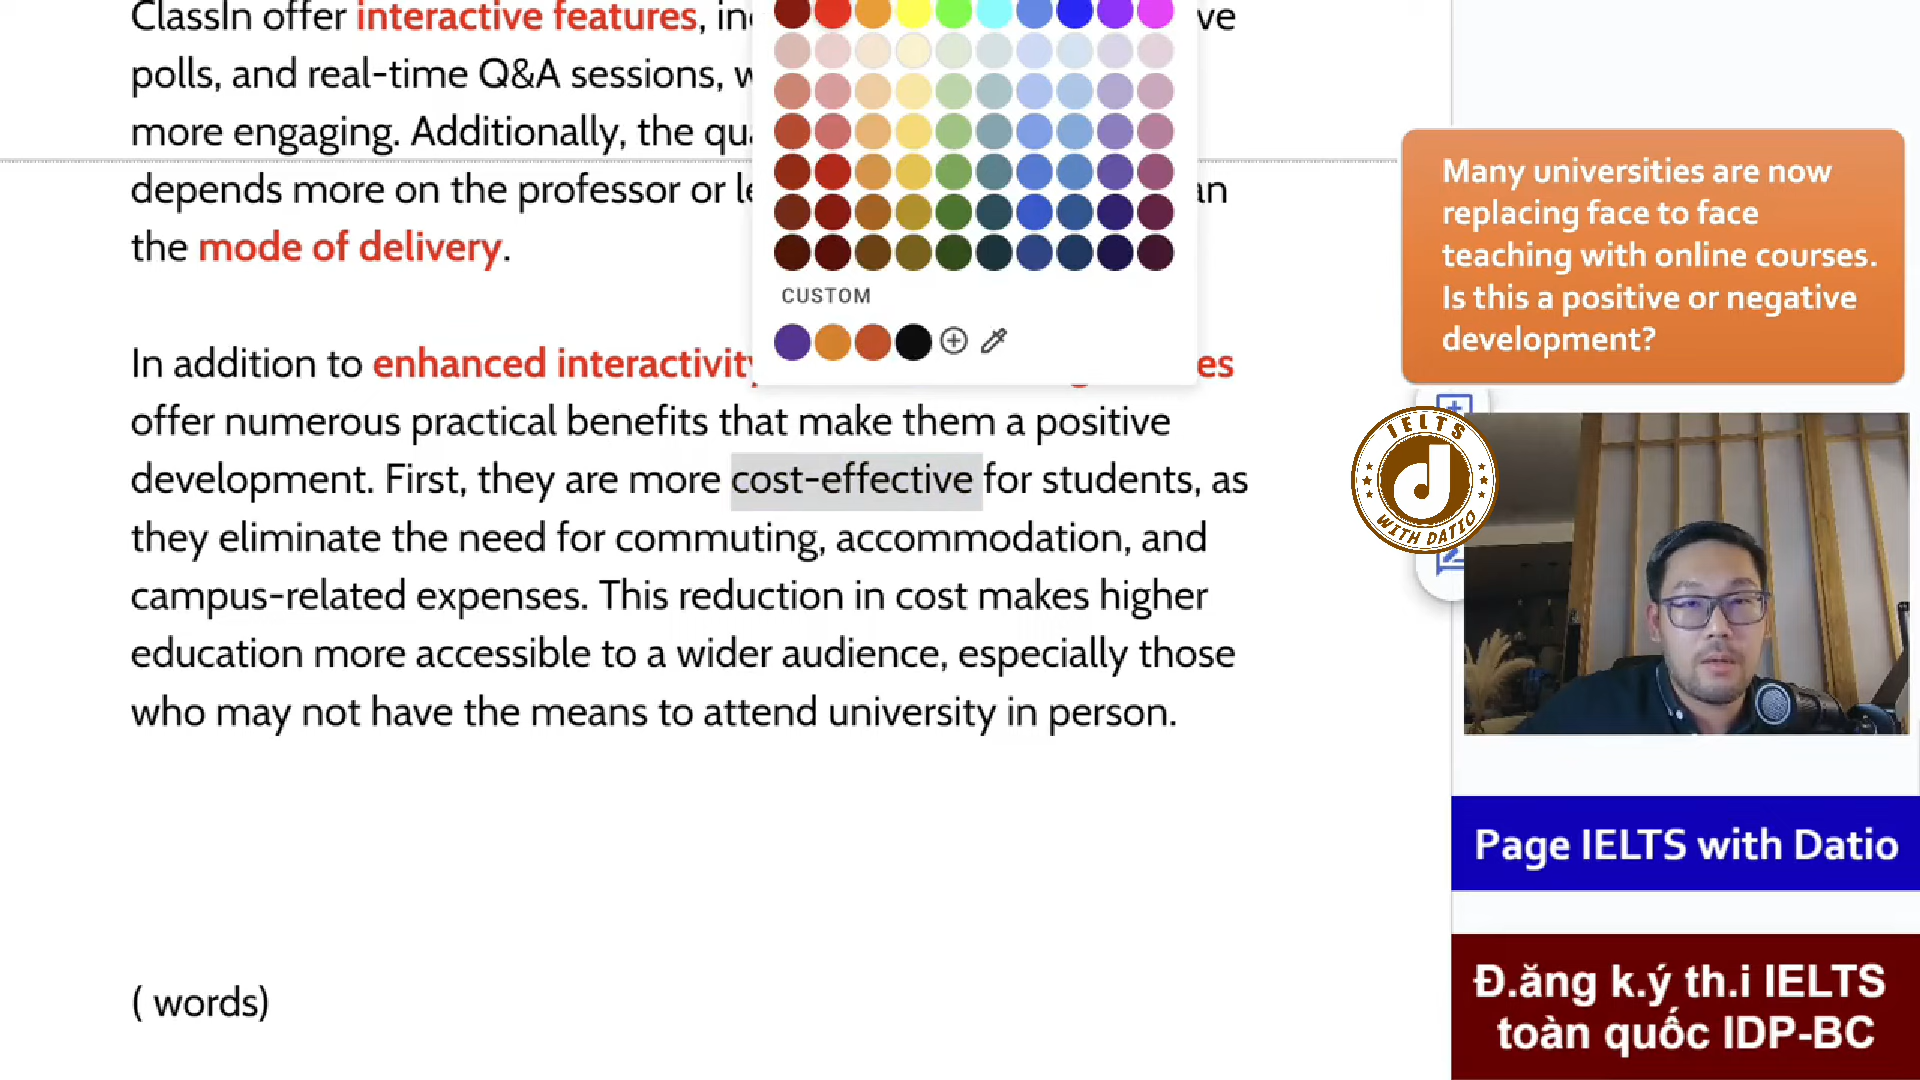 ClassIn offer interactive features, in ve
polls, and real-time Q&A sessions, w
more engaging. Additionally, the qu
depends more on the professor or le an
the mode of delivery.
CUSTOM
In addition to enhanced interactivity es
offer numerous practical benefits that make them a positive
development. First, they are more cost-effective for students, as
they eliminate the need for commuting, accommodation, and
campus-related expenses. This reduction in cost makes higher
education more accessible to a wider audience, especially those
who may not have the means to attend university in person.
( words)
Many universities are now
replacing face to face
teaching with online courses.
Is this a positive or negative
development?
IELTS
WITH DATIO
Page IELTS with Datio
Đ.ăng k.ý th.i IELTS
toàn quốc IDP-BC